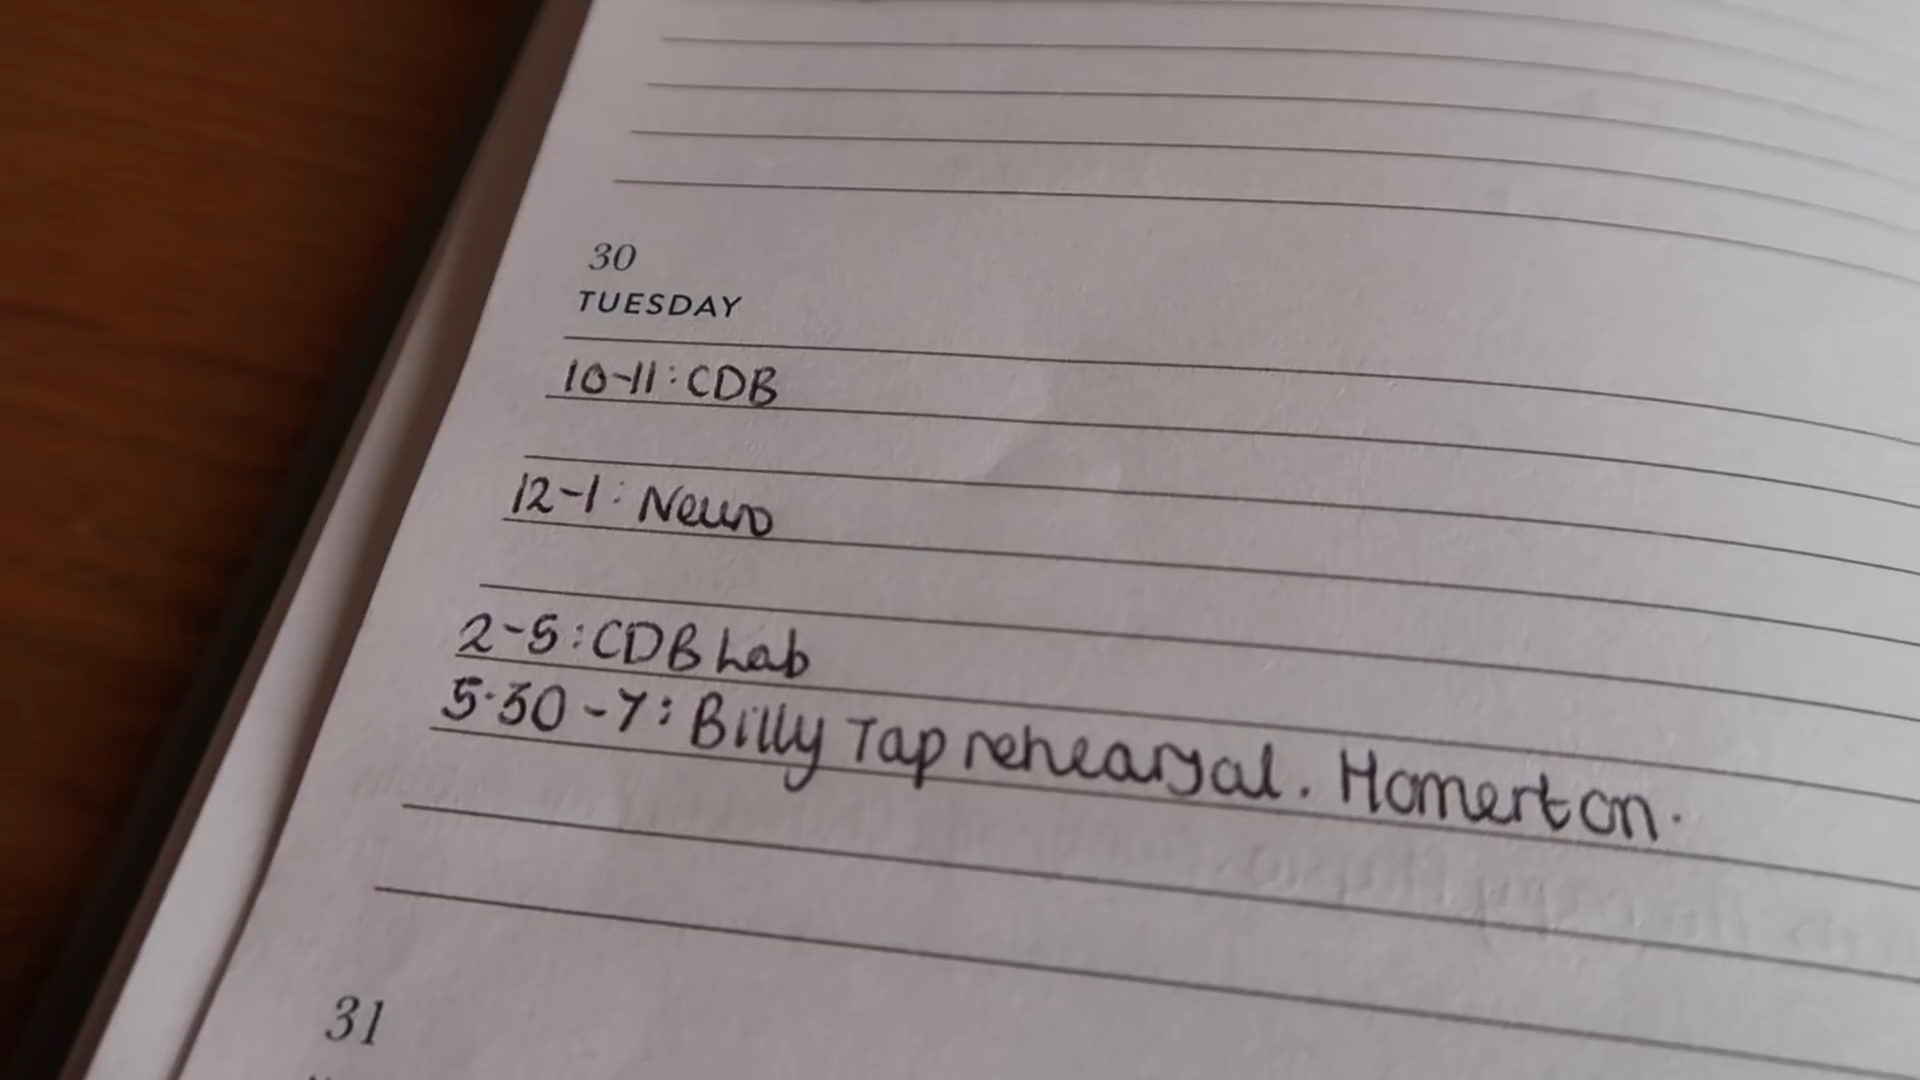 30
TUESDAY
10-11: CDB
12-1: Neuro
2-5: CDB Lab
5.30-7: Billy Tap rehearsal. Homerton.
31